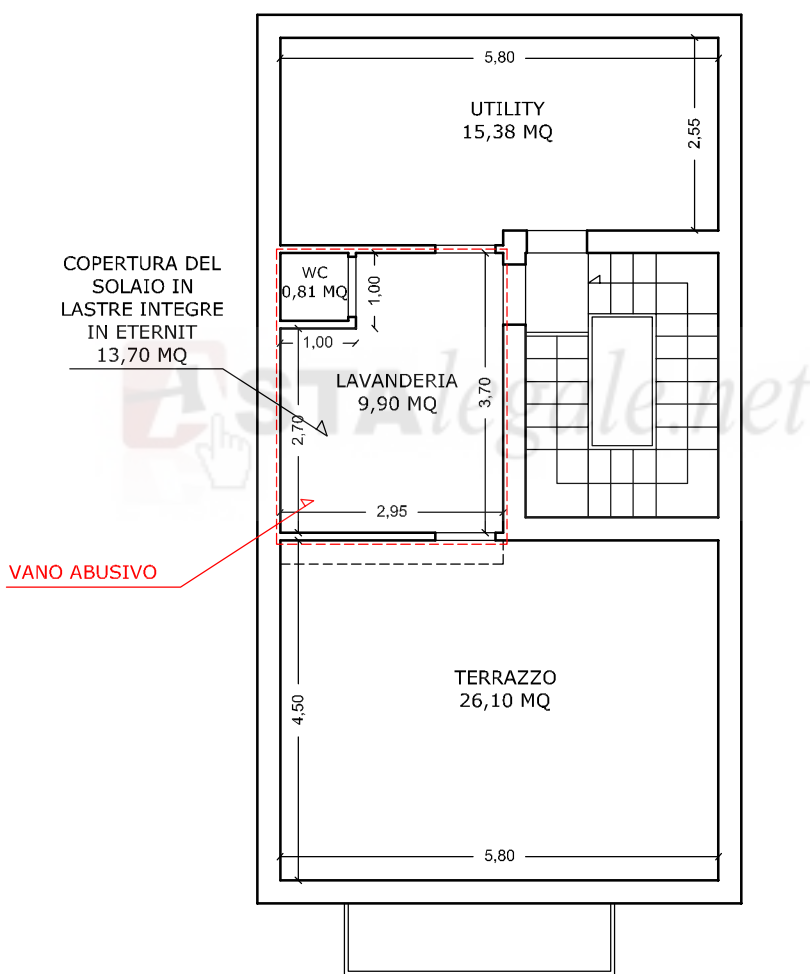 5,80
UTILITY
15,38 MQ
2,55
COPERTURA DEL
SOLAIO IN
LASTRE INTEGRE
IN ETERNIT
13,70 MQ
WC
0,81 MQ
1,00
1,00
LAVANDERIA
9,90 MQ
3,70
2,70
ASTAlegale.net
2,95
VANO ABUSIVO
TERRAZZO
26,10 MQ
4,50
5,80